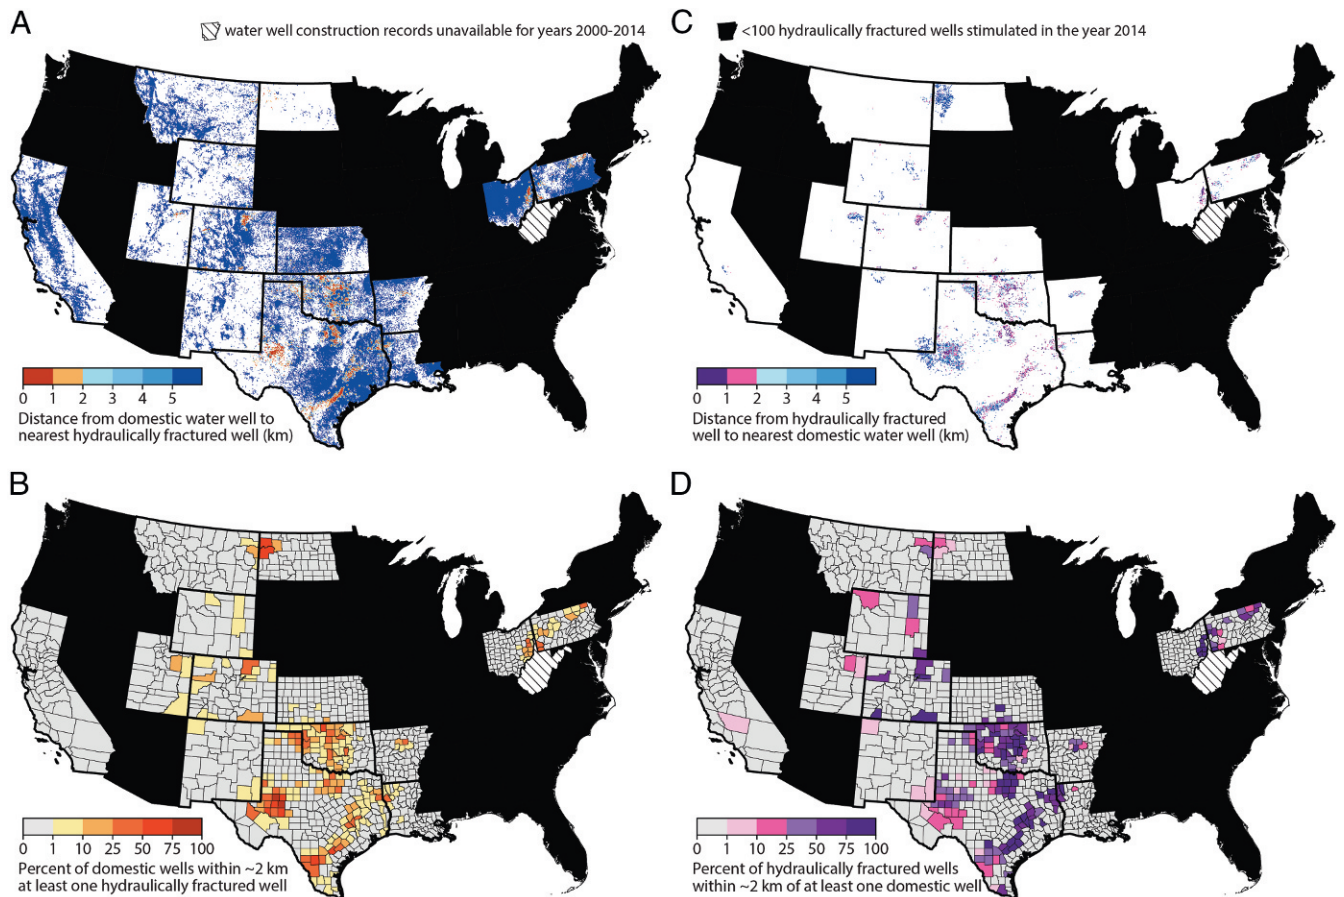 A
water well construction records unavailable for years 2000-2014
0 1 2 3 4 5
Distance from domestic water well to
nearest hydraulically fractured well (km)
C
<100 hydraulically fractured wells stimulated in the year 2014
0 1 2 3 4 5
Distance from hydraulically fractured
well to nearest domestic water well (km)
B
0 1 10 25 50 75 100
Percent of domestic wells within ~2 km
at least one hydraulically fractured well
D
0 1 10 25 50 75 100
Percent of hydraulically fractured wells
within ~2 km of at least one domestic well